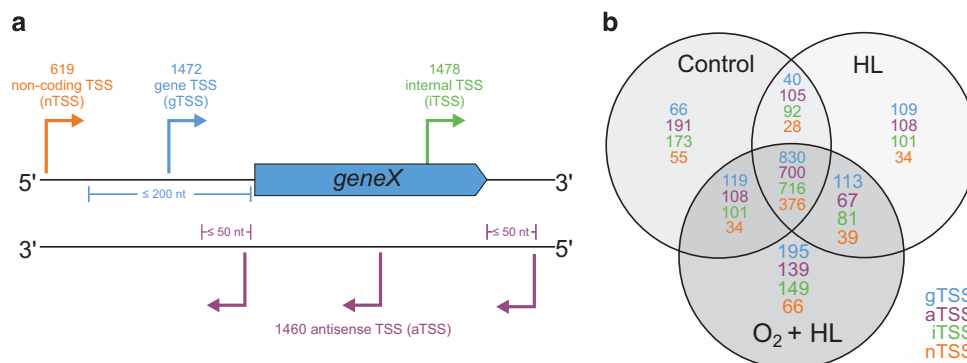 a
619
non-coding TSS
(nTSS)
1472
gene TSS
(gTSS)
1478
internal TSS
(iTSS)
5'
geneX
3'
≤ 200 nt
3'
≤ 50 nt
≤ 50 nt
5'
1460 antisense TSS (aTSS)
b
Control
HL
66
191
173
55
40
105
92
28
109
108
101
34
830
700
716
376
119
108
101
34
113
67
81
39
195
139
149
66
O₂ + HL
gTSS
aTSS
iTSS
nTSS